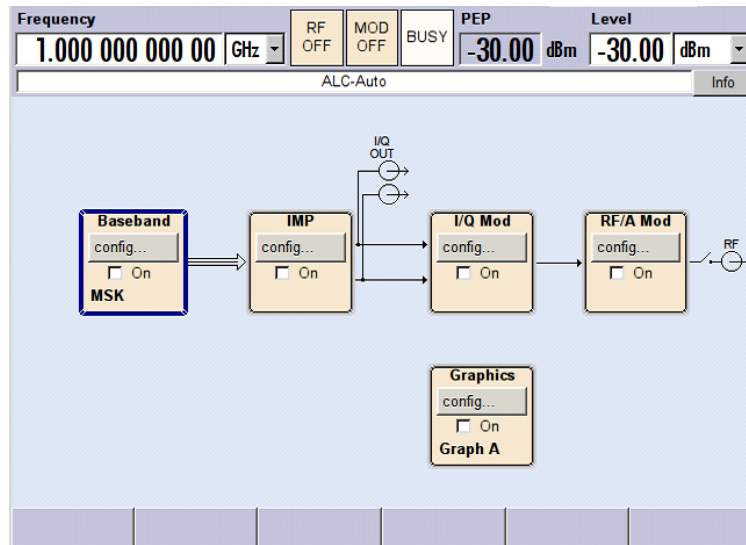 Frequency
1.000 000 000 00 GHz
RF OFF
MOD OFF
BUSY
PEP
-30.00 dBm
Level
-30.00 dBm
ALC-Auto
Info
I/Q
OUT
Baseband
config...
On
MSK
IMP
config...
On
I/Q Mod
config...
On
RF/A Mod
config...
On
RF
Graphics
config...
On
Graph A